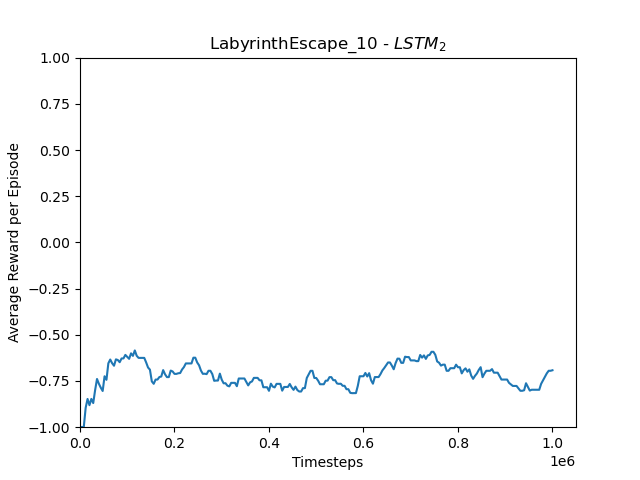 LabyrinthEscape_10 - LSTM₂
Average Reward per Episode
1.00
0.75
0.50
0.25
0.00
−0.25
−0.50
−0.75
−1.00
0.0 0.2 0.4 0.6 0.8 1.0
1e6
Timesteps